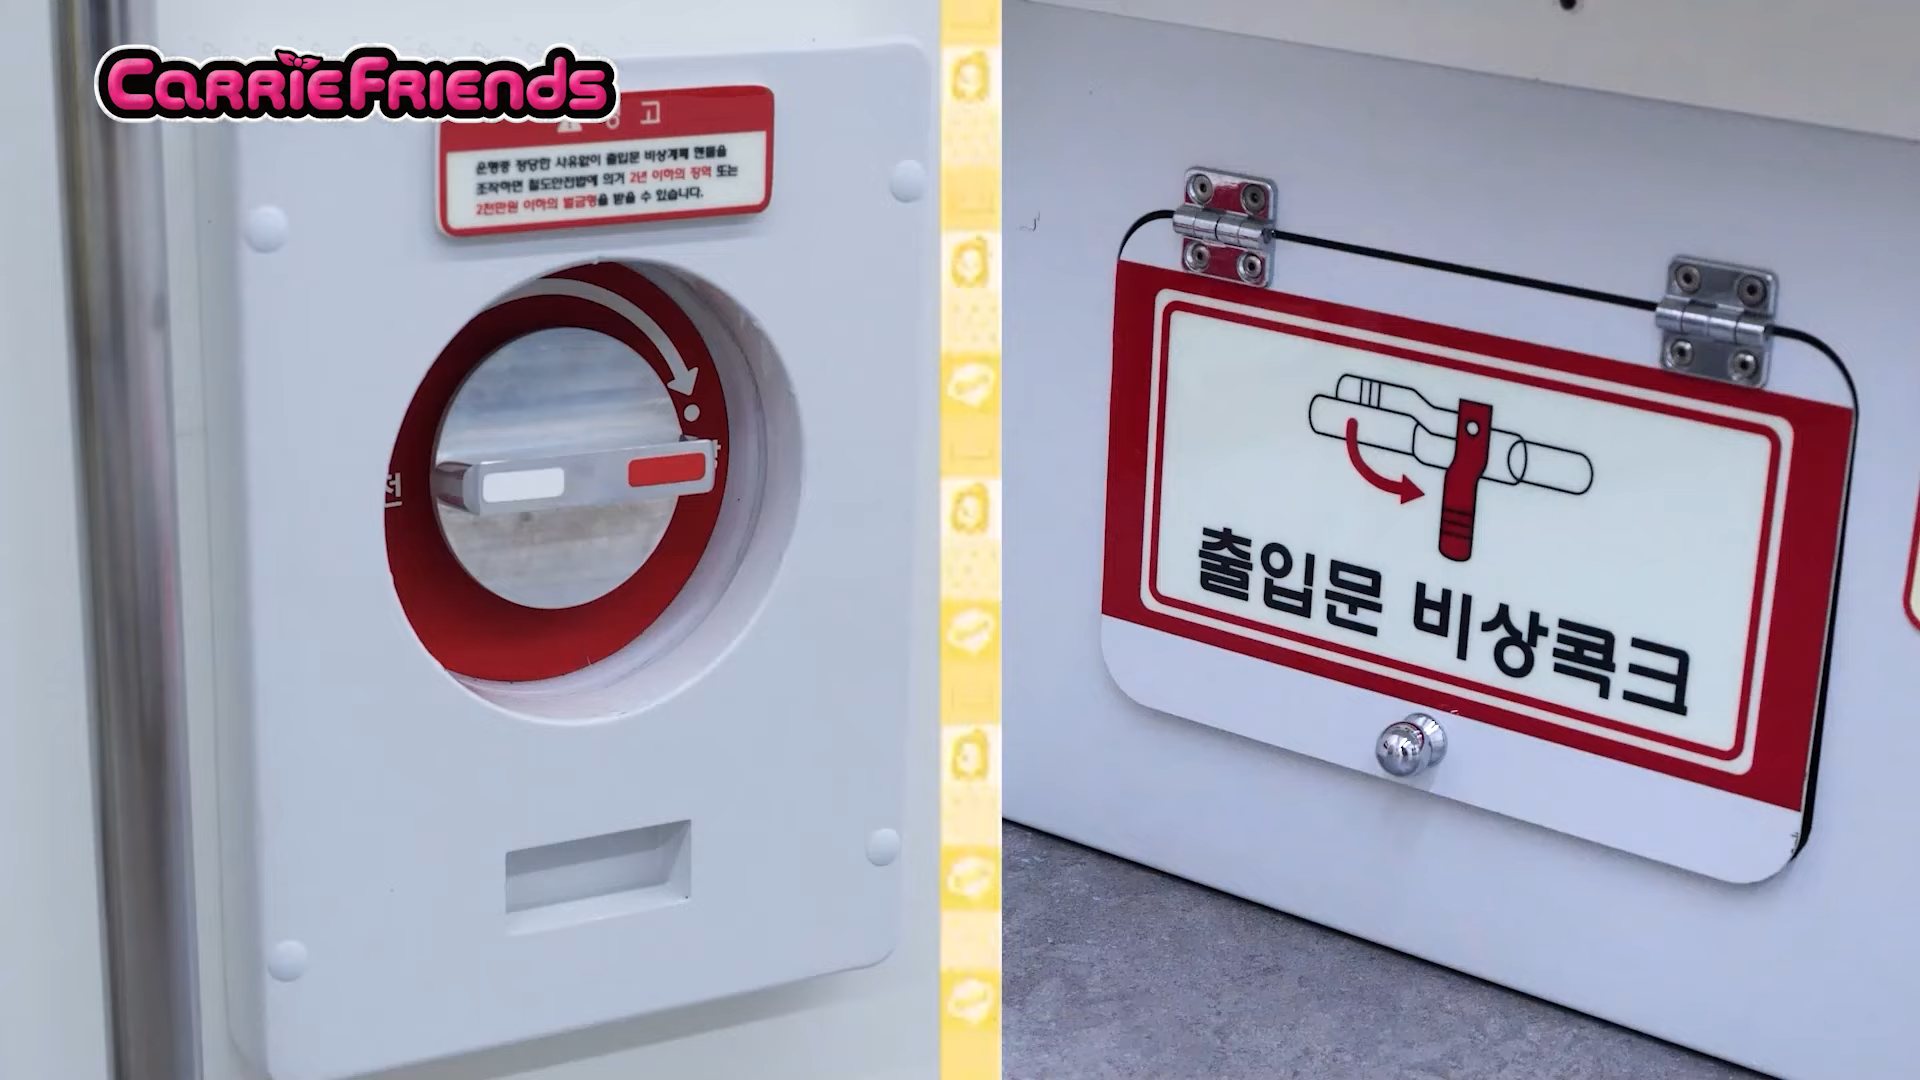 CarrieFriends
경 고
운행중 정당한 사유없이 출입문 비상개폐 핸들을
조작하면 철도안전법에 의거 2년 이하의 징역 또는
2천만원 이하의 벌금형을 받을 수 있습니다.
출입문 비상콕크